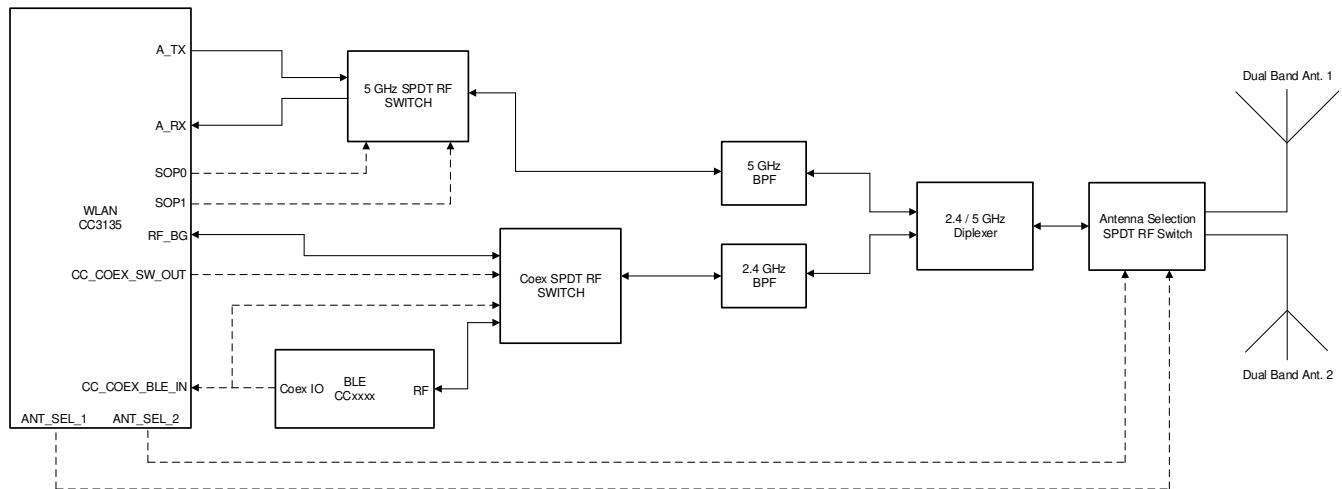 A_TX
A_RX
SOP0
SOP1
WLAN
CC3135
RF_BG
CC_COEX_SW_OUT
CC_COEX_BLE_IN
ANT_SEL_1
ANT_SEL_2
5 GHz SPDT RF
SWITCH
Coex SPDT RF
SWITCH
Coex IO
BLE
CCxxxx
RF
5 GHz
BPF
2.4 GHz
BPF
2.4 / 5 GHz
Diplexer
Antenna Selection
SPDT RF Switch
Dual Band Ant. 1
Dual Band Ant. 2